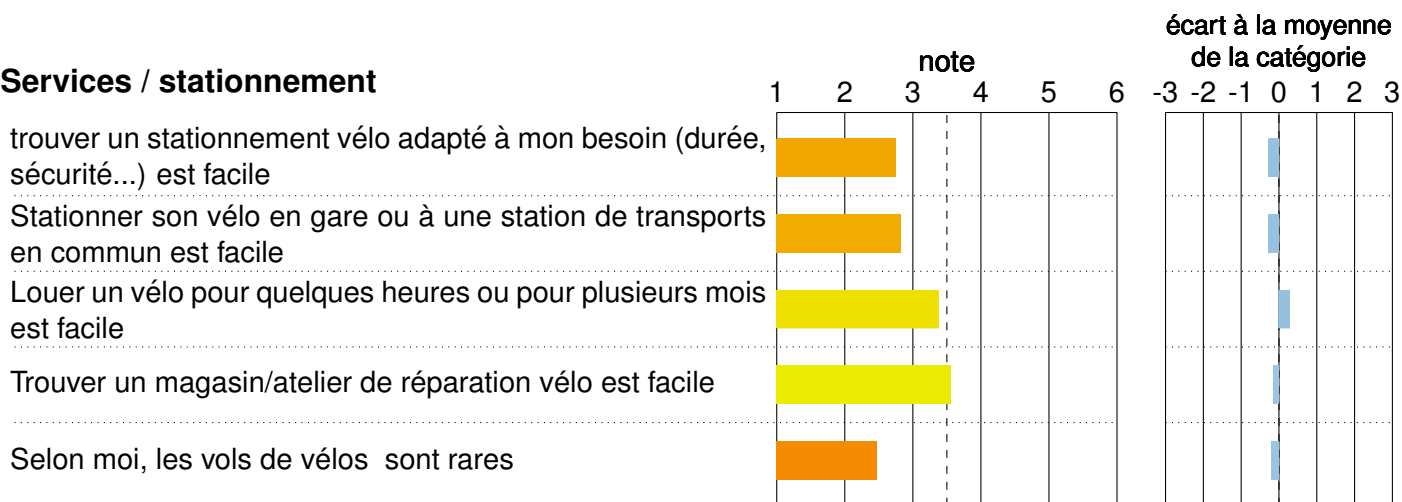 écart à la moyenne
note de la catégorie
Services / stationnement
1 2 3 4 5 6 -3 -2 -1 0 1 2 3
trouver un stationnement vélo adapté à mon besoin (durée,
sécurité...) est facile
Stationner son vélo en gare ou à une station de transports
en commun est facile
Louer un vélo pour quelques heures ou pour plusieurs mois
est facile
Trouver un magasin/atelier de réparation vélo est facile
Selon moi, les vols de vélos sont rares